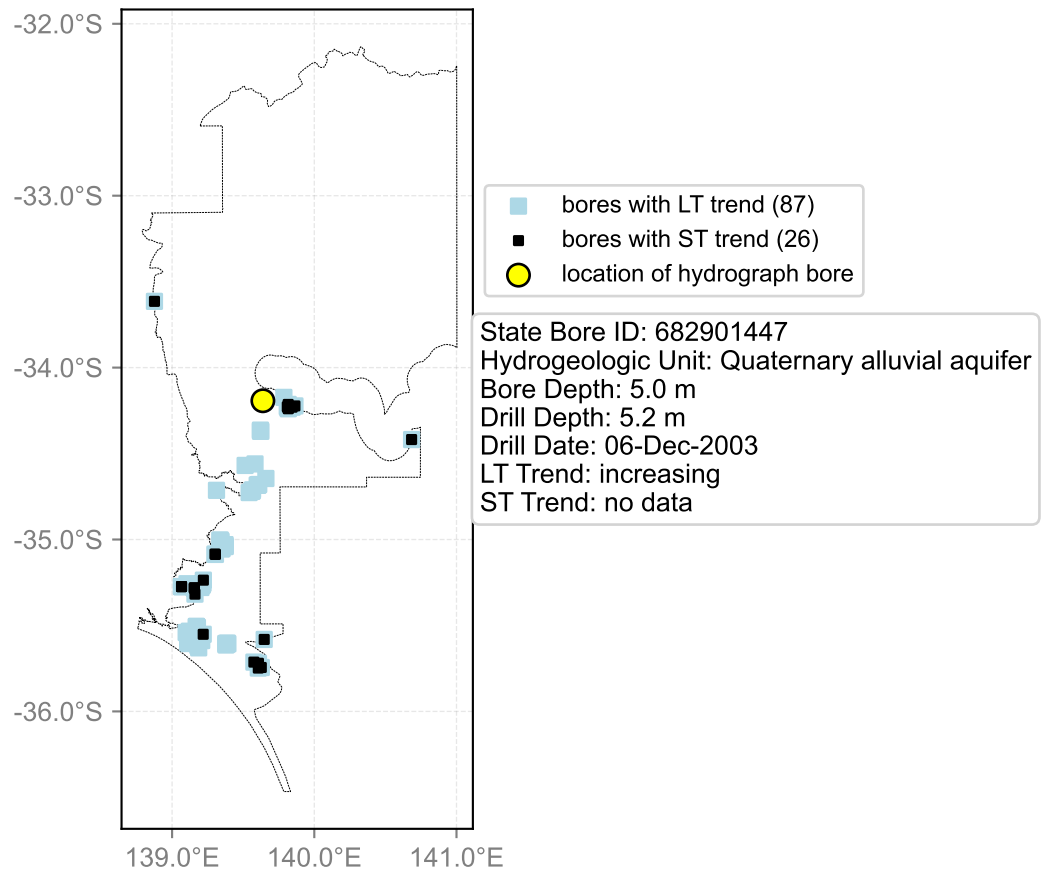 -32.0°S
-33.0°S
-34.0°S
-35.0°S
-36.0°S
139.0°E 140.0°E 141.0°E
bores with LT trend (87)
bores with ST trend (26)
location of hydrograph bore
State Bore ID: 682901447
Hydrogeologic Unit: Quaternary alluvial aquifer
Bore Depth: 5.0 m
Drill Depth: 5.2 m
Drill Date: 06-Dec-2003
LT Trend: increasing
ST Trend: no data